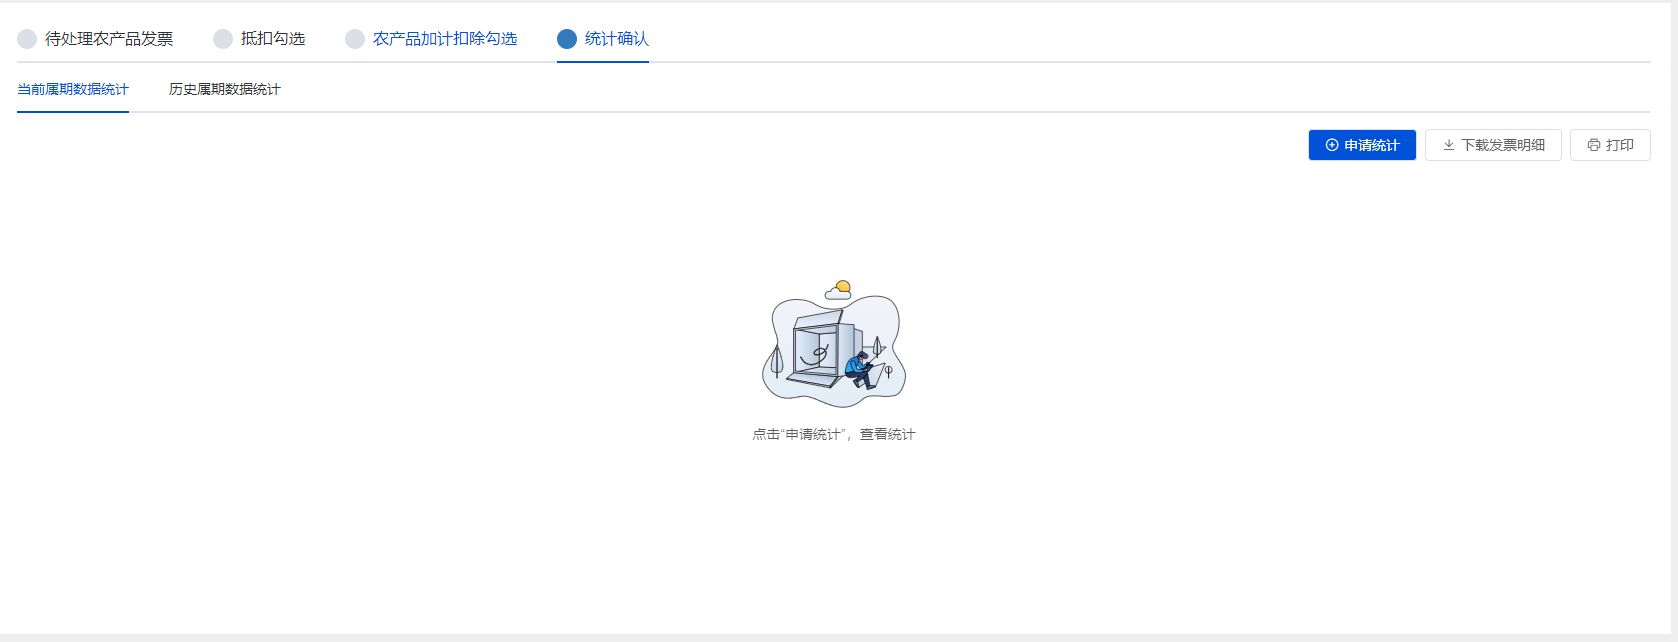 待处理农产品发票 抵扣勾选 农产品加计扣除勾选 统计确认
当前属期数据统计 历史属期数据统计
申请统计 下载发票明细 打印
点击“申请统计”，查看统计